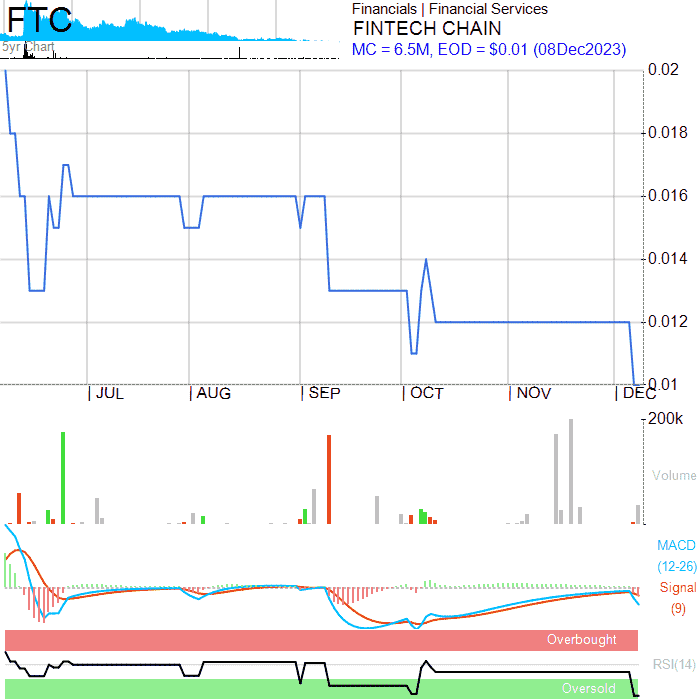 FTC
5yr Chart
Financials | Financial Services
FINTECH CHAIN
MC = 6.5M, EOD = $0.01 (08Dec2023)
0.02
0.018
0.016
0.014
0.012
0.01
JUL AUG SEP OCT NOV DEC
200k
Volume
MACD
(12-26)
Signal
(9)
Overbought
RSI(14)
Oversold